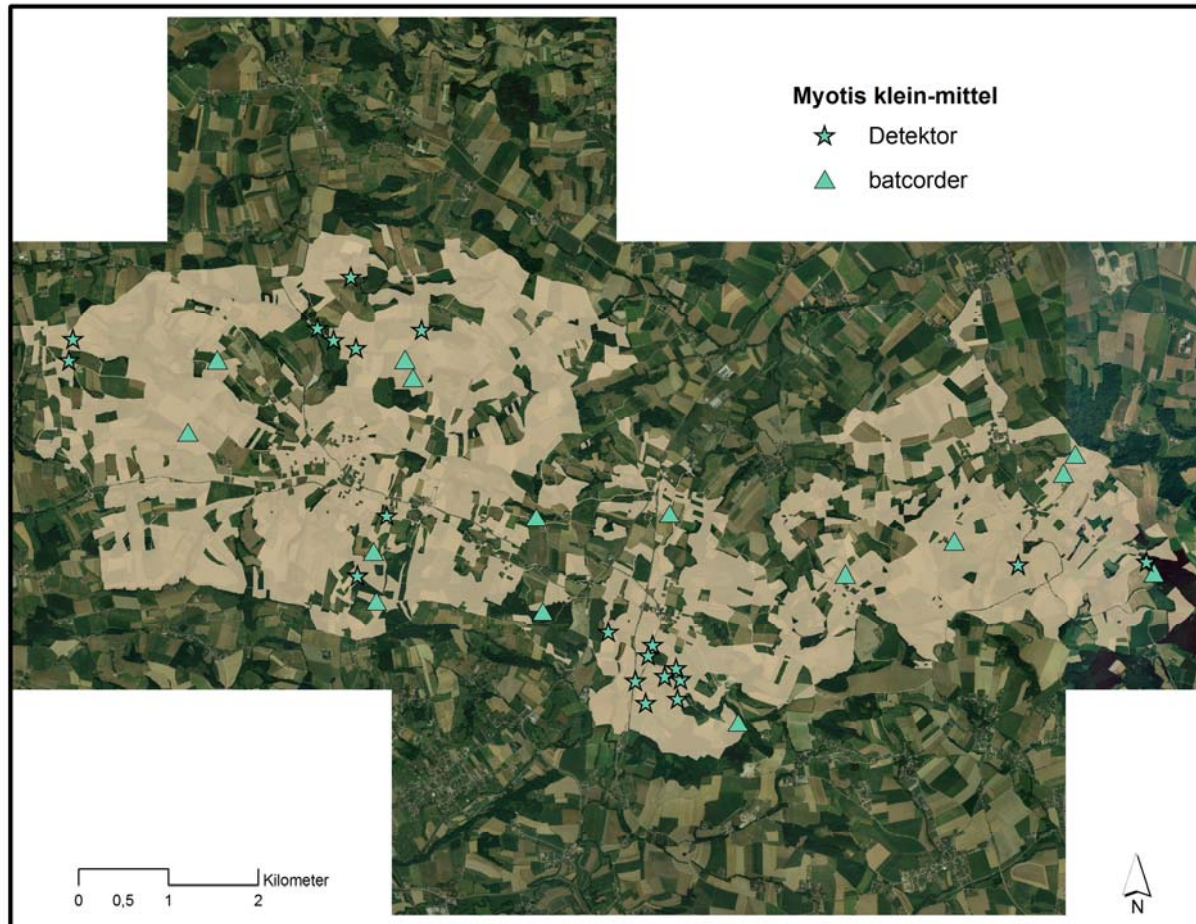 Myotis klein-mittel
Detektor
batcorder
Kilometer
0 0,5 1 2
N